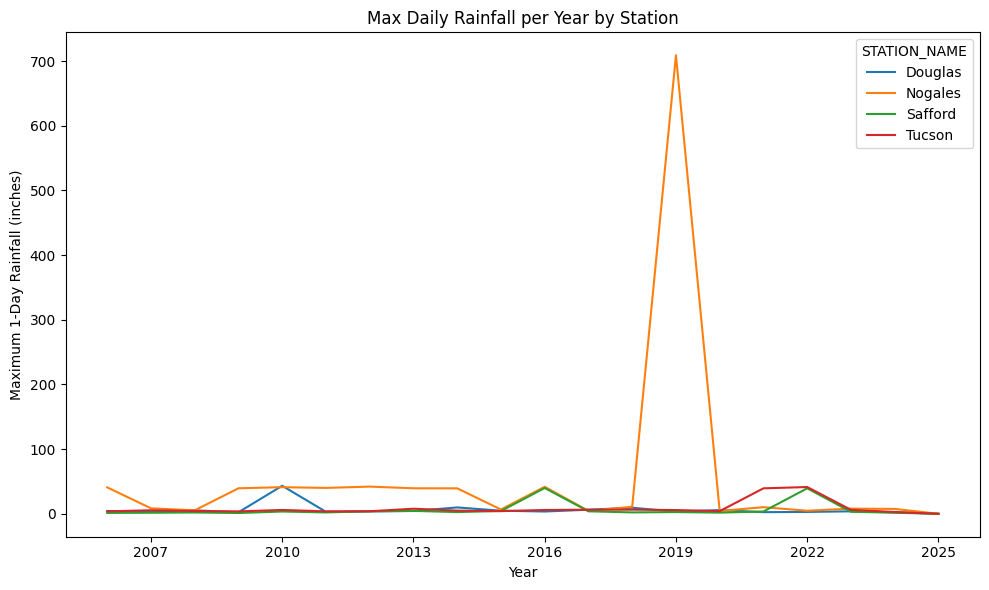 Max Daily Rainfall per Year by Station
Maximum 1-Day Rainfall (inches)
700
600
500
400
300
200
100
0
STATION_NAME
Douglas
Nogales
Safford
Tucson
2007 2010 2013 2016 2019 2022 2025
Year